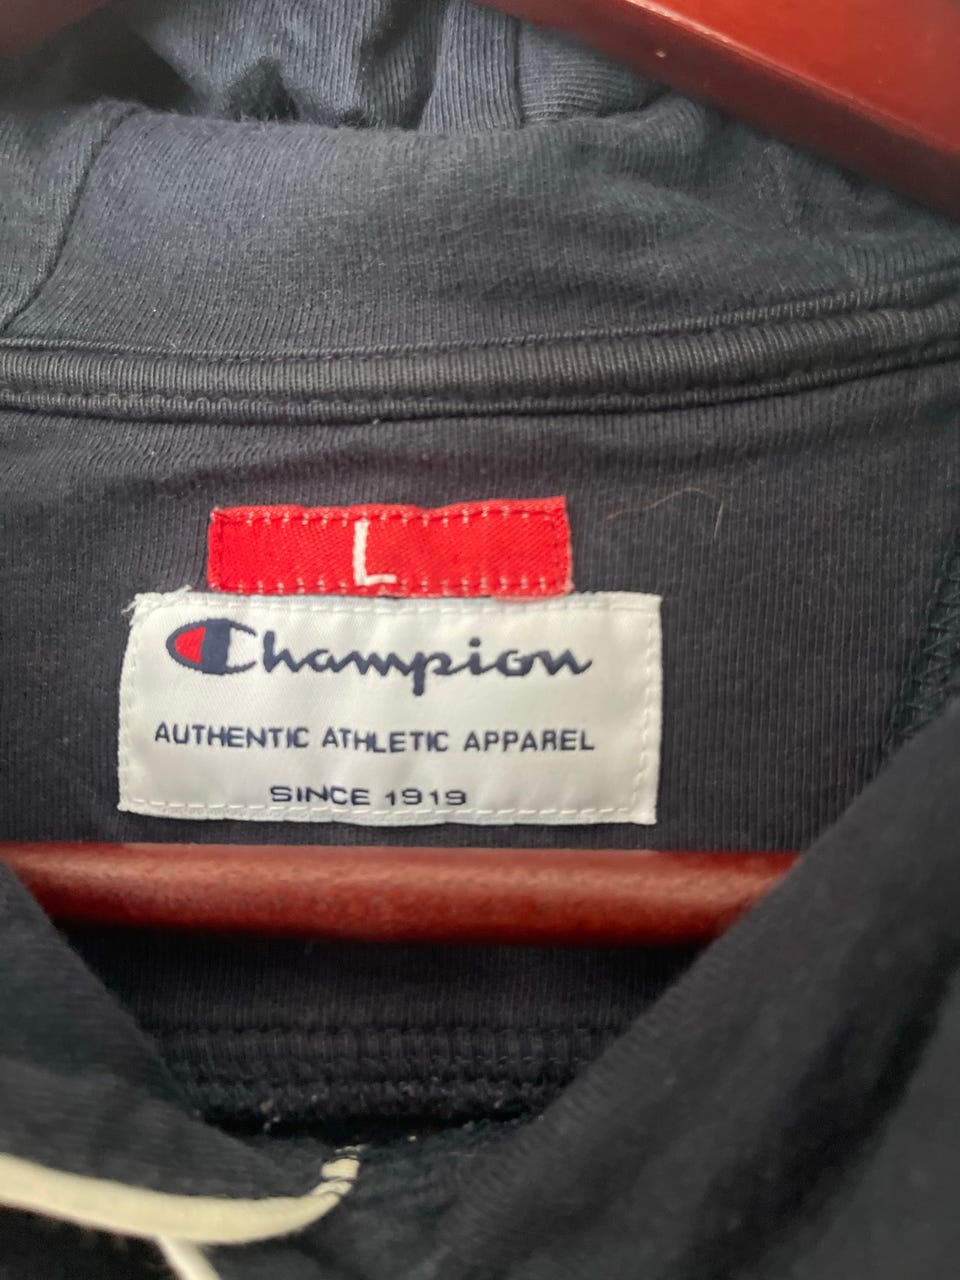 L
Champion
AUTHENTIC ATHLETIC APPAREL
SINCE 1919